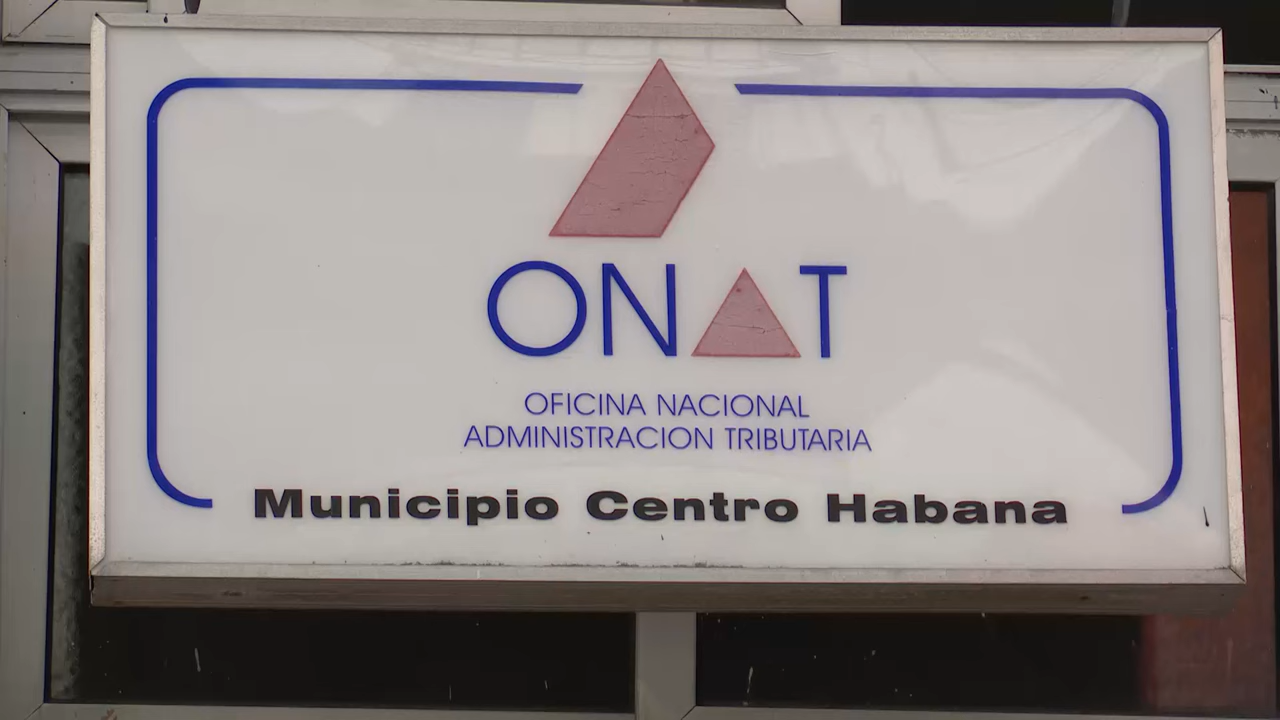 ONAT
OFICINA NACIONAL
ADMINISTRACION TRIBUTARIA
Municipio Centro Habana